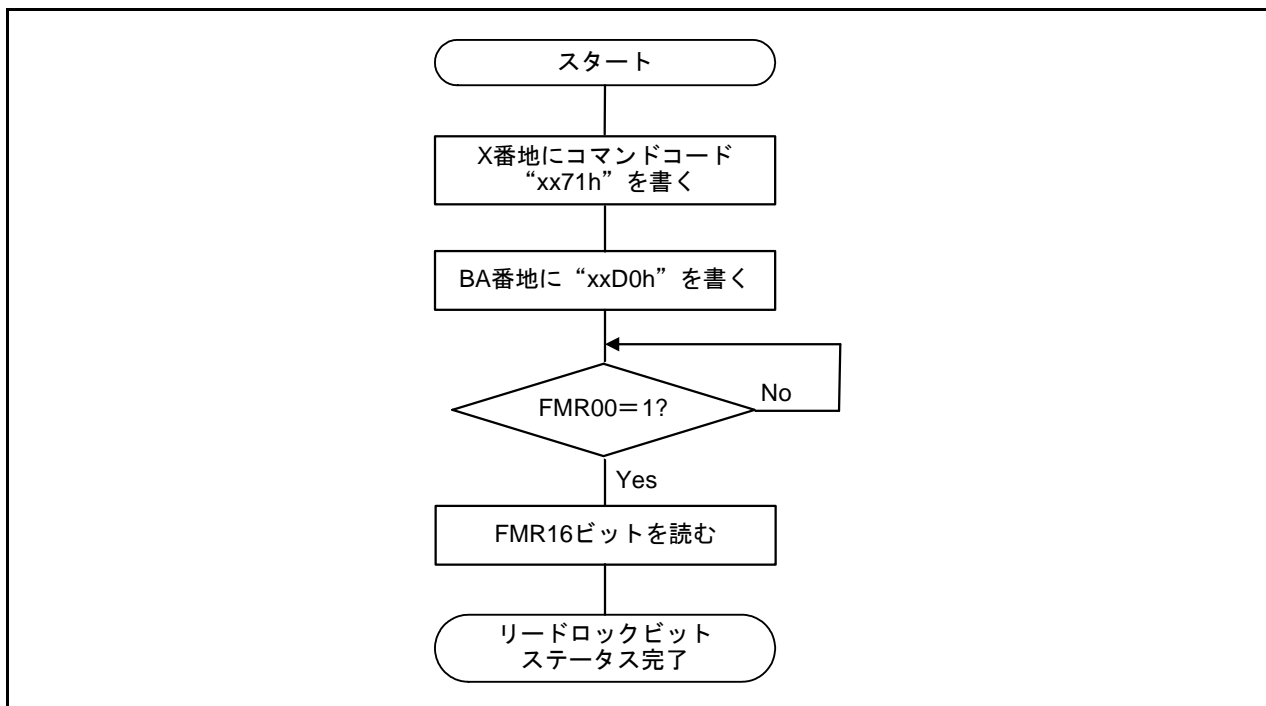 スタート
X番地にコマンドコード
“xx71h”を書く
BA番地に“xxD0h”を書く
FMR00＝1?
No
Yes
FMR16ビットを読む
リードロックビット
ステータス完了